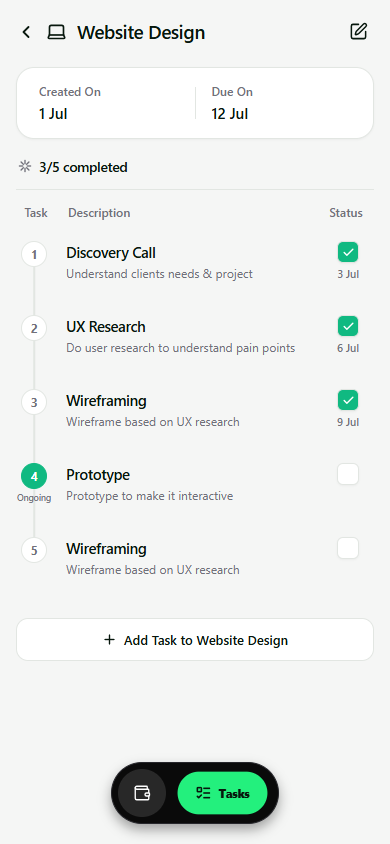 Website Design
Created On
Due On
1 Jul
12 Jul
3/5 completed
Task
Description
Status
1
Discovery Call
Understand clients needs & project
3 Jul
2
UX Research
Do user research to understand pain points
6 Jul
3
Wireframing
Wireframe based on UX research
9 Jul
4
Ongoing
Prototype
Prototype to make it interactive
5
Wireframing
Wireframe based on UX research
Add Task to Website Design
Tasks